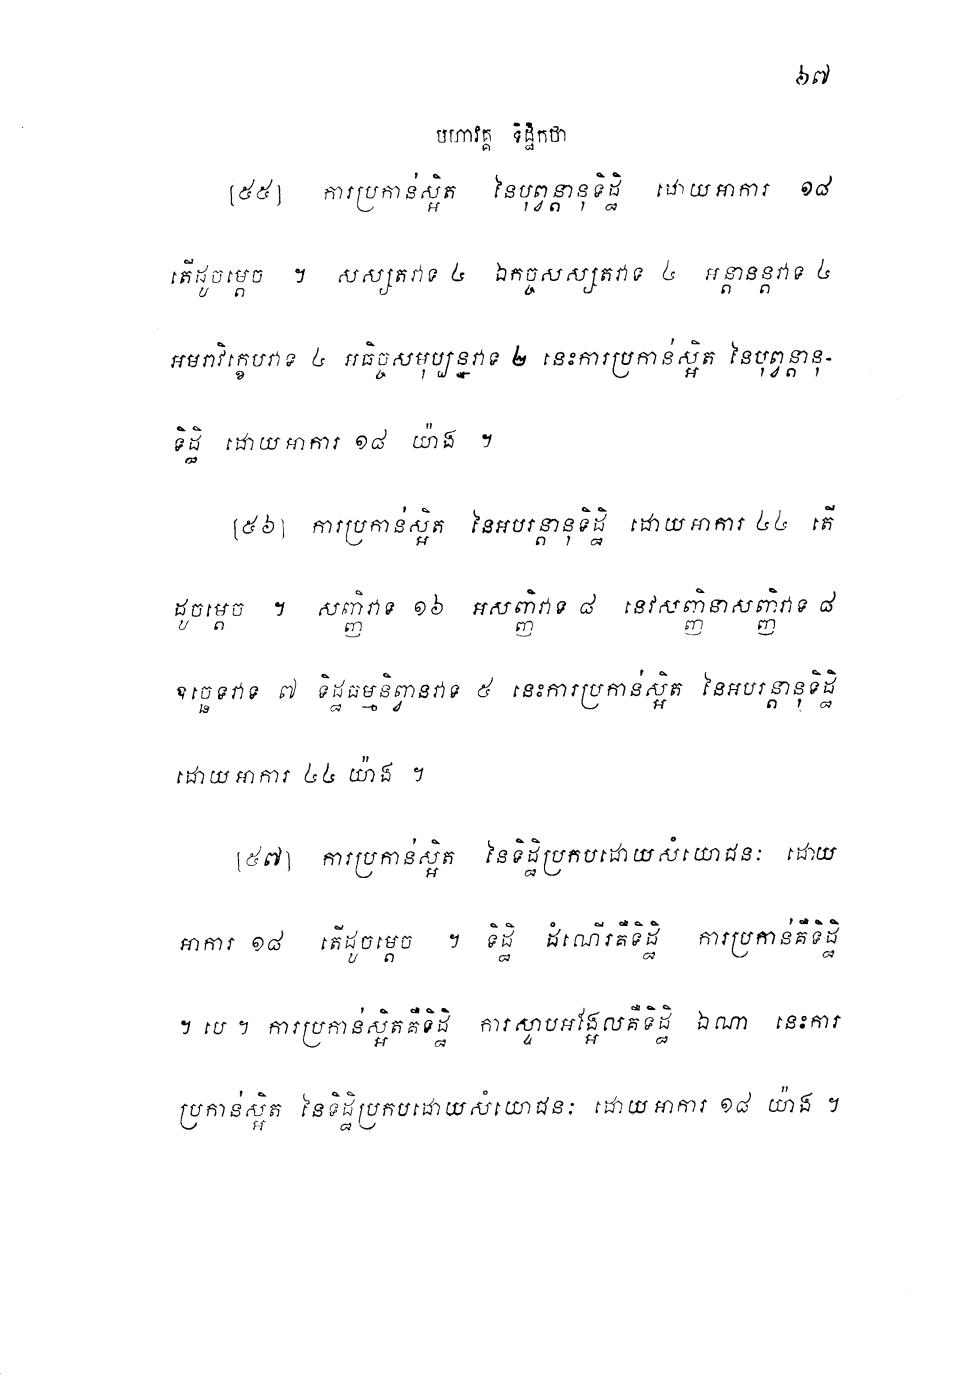 ៦៧
មហាវគ្គ ទិដ្ឋិកថា
[៥៥] ការប្រកាន់ស្អិត នៃបុព្វន្តានុទិដ្ឋិ ដោយអាការ ១៨
តើដូចម្តេច ។ សស្សតវាទ ៤ ឯកច្ចសស្សតវាទ ៤ អន្តានន្តវាទ ៤
អមរាវិក្ខេបវាទ ៤ អធិច្ចសមុប្បន្នវាទ ២ នេះការប្រកាន់ស្អិត នៃបុព្វន្តានុ-
ទិដ្ឋិ ដោយអាការ ១៨ យ៉ាង ។
[៥៦] ការប្រកាន់ស្អិត នៃអបរន្តានុទិដ្ឋិ ដោយអាការ ៤៤ តើ
ដូចម្តេច ។ សញ្ញីវាទ ១៦ អសញ្ញីវាទ ៨ នេវសញ្ញីនាសញ្ញីវាទ ៨
ឧច្ឆេទវាទ ៧ ទិដ្ឋធម្មនិព្វានវាទ ៥ នេះការប្រកាន់ស្អិត នៃអបរន្តានុទិដ្ឋិ
ដោយអាការ ៤៤ យ៉ាង ។
[៥៧] ការប្រកាន់ស្អិត នៃទិដ្ឋិប្រកបដោយសំយោជនៈ ដោយ
អាការ ១៨ តើដូចម្តេច ។ ទិដ្ឋិ ដំណើរគឺទិដ្ឋិ ការប្រកាន់គឺទិដ្ឋិ
។ បេ ។ ការប្រកាន់ស្អិតគឺទិដ្ឋិ ការស្ទាបអង្អែលគឺទិដ្ឋិ ឯណា នេះការ
ប្រកាន់ស្អិត នៃទិដ្ឋិប្រកបដោយសំយោជនៈ ដោយអាការ ១៨ យ៉ាង ។